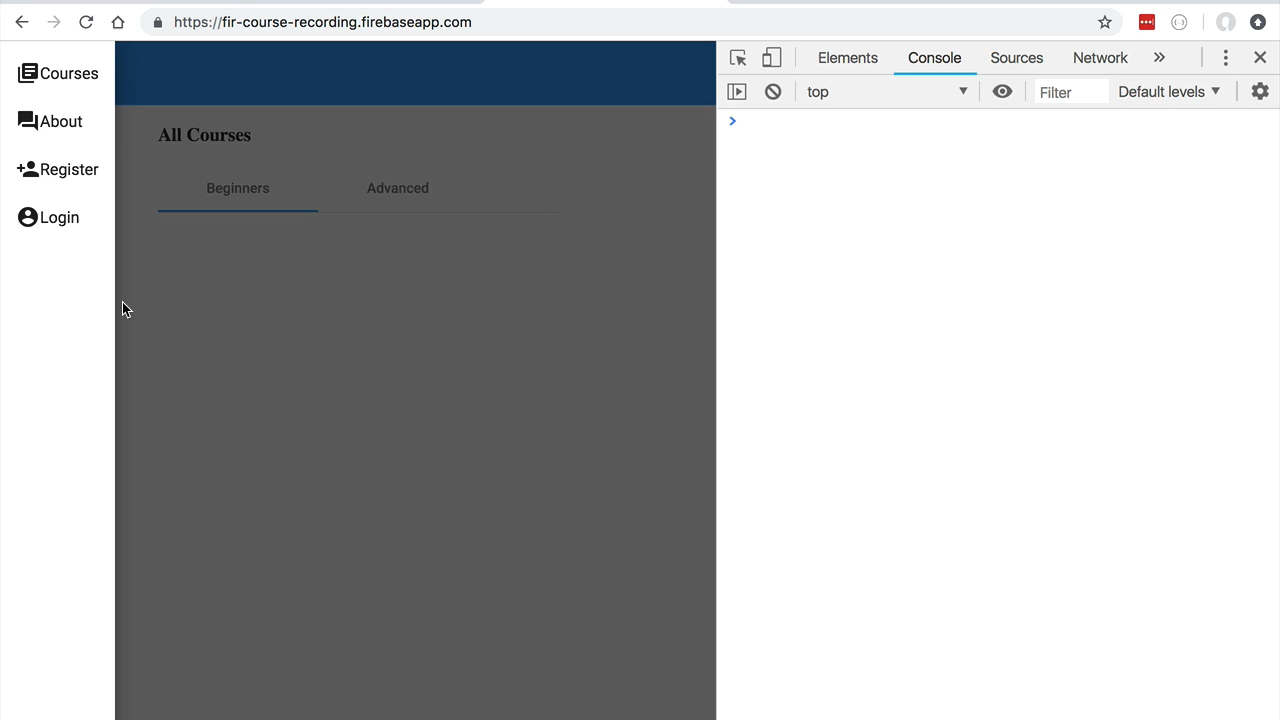 https://fir-course-recording.firebaseapp.com
Courses
About
Register
Login
All Courses
Beginners Advanced
Elements Console Sources Network
top Filter Default levels